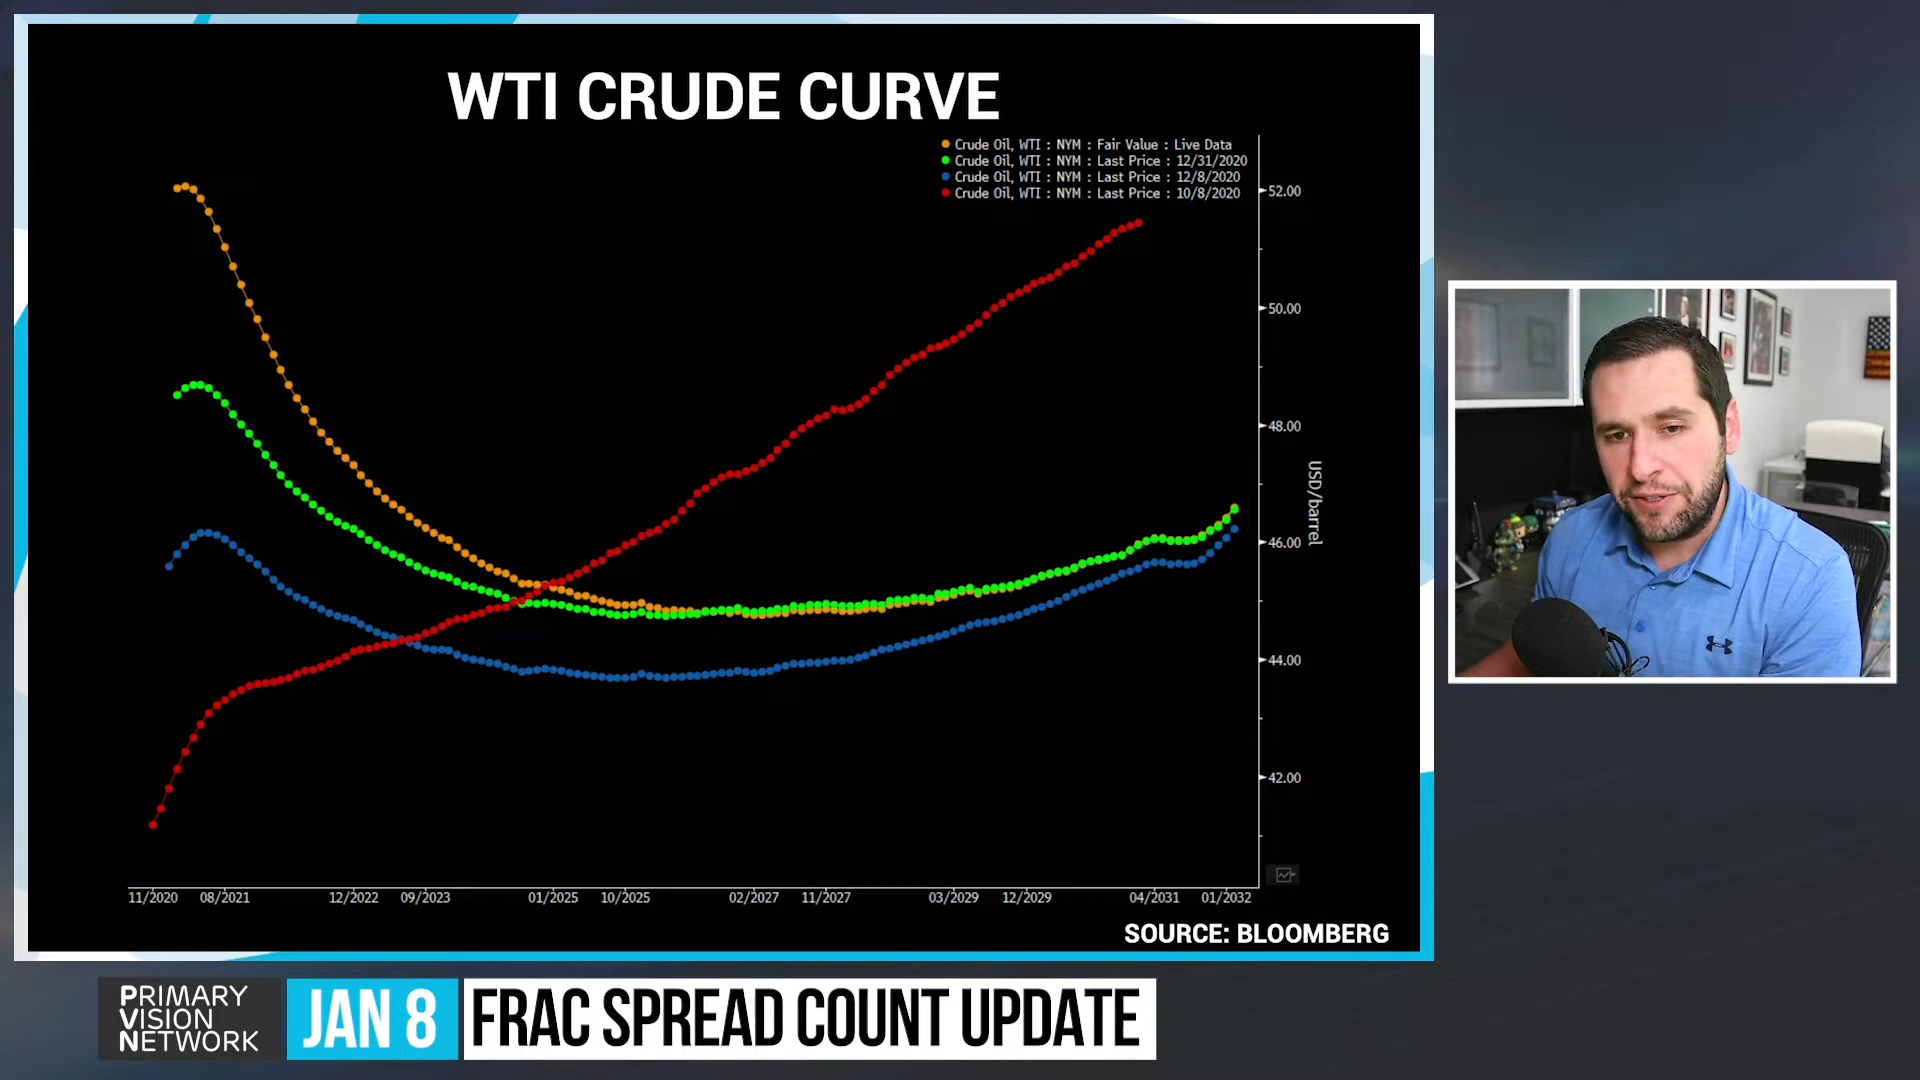 WTI CRUDE CURVE
Crude Oil, WTI : NYM : Fair Value : Live Data
Crude Oil, WTI : NYM : Last Price : 12/31/2020
Crude Oil, WTI : NYM : Last Price : 12/8/2020
Crude Oil, WTI : NYM : Last Price : 10/8/2020
52.00
50.00
48.00
46.00
44.00
42.00
USD/barrel
11/2020 08/2021 12/2022 09/2023 01/2025 10/2025 02/2027 11/2027 03/2029 12/2029 04/2031 01/2032
SOURCE: BLOOMBERG
PRIMARY
VISION
NETWORK
JAN 8
FRAC SPREAD COUNT UPDATE